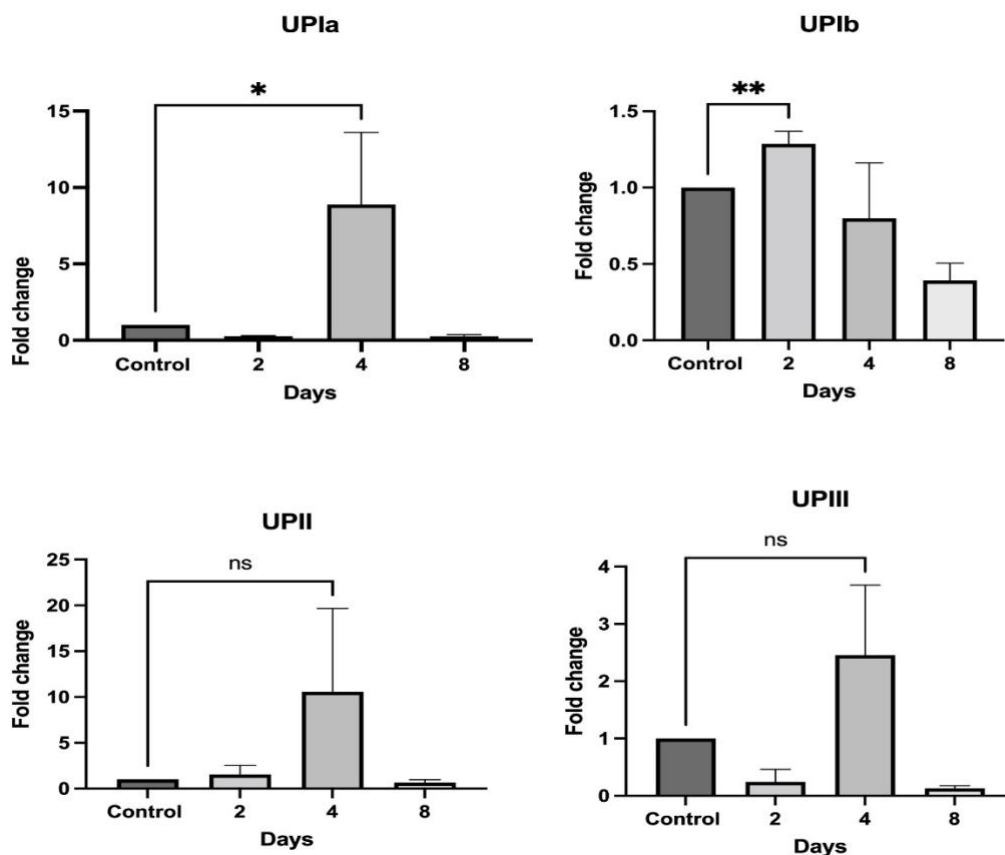 UPIa
*
15
10
5
0
Fold change
Control 2 4 8
Days
UPIb
**
1.5
1.0
0.5
0.0
Fold change
Control 2 4 8
Days
UPII
ns
25
20
15
10
5
0
Fold change
Control 2 4 8
Days
UPIII
ns
4
3
2
1
0
Fold change
Control 2 4 8
Days